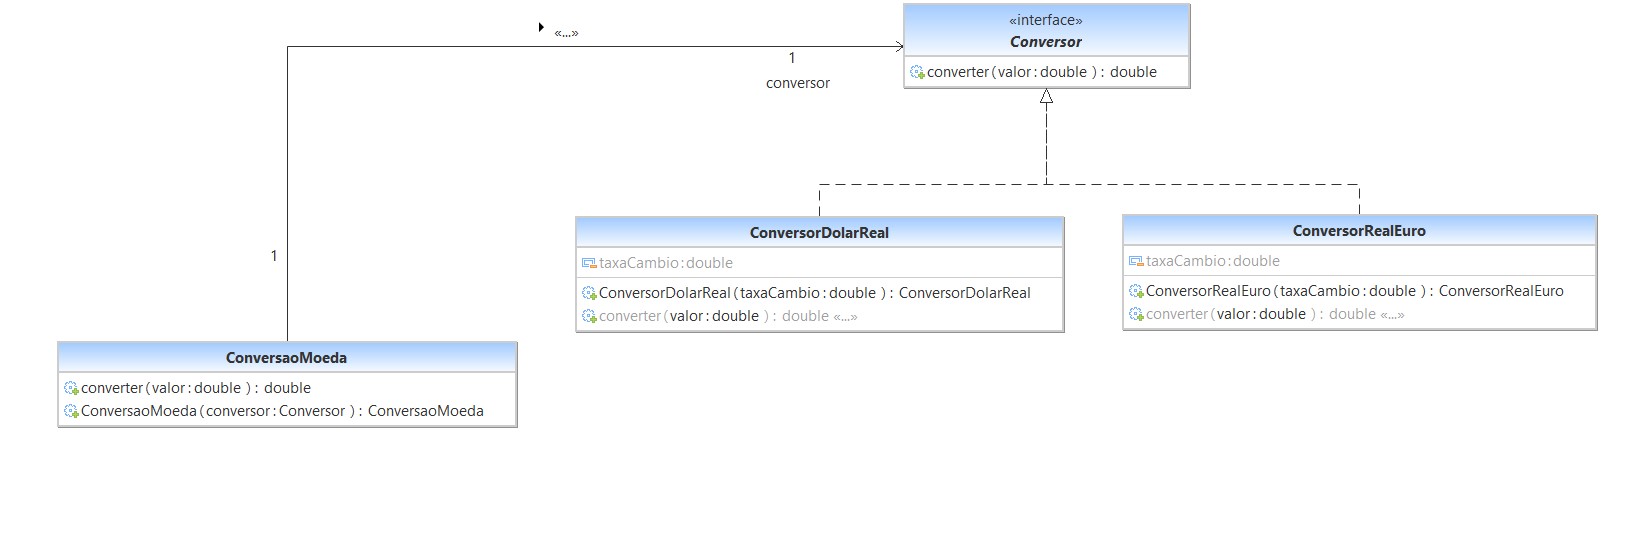 «...»
1
conversor
«interface»
Conversor
converter(valor:double ): double
1
ConversorDolarReal
taxaCambio:double
ConversorDolarReal(taxaCambio:double ): ConversorDolarReal
converter(valor:double ): double «...»
ConversorRealEuro
taxaCambio:double
ConversorRealEuro(taxaCambio:double ): ConversorRealEuro
converter(valor:double ): double «...»
ConversaoMoeda
converter(valor:double ): double
ConversaoMoeda(conversor:Conversor ): ConversaoMoeda